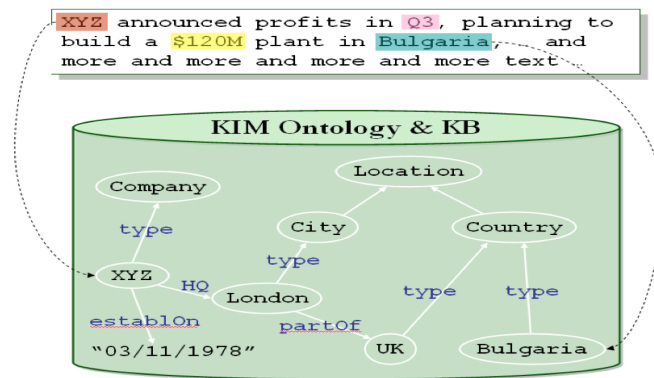 XYZ announced profits in Q3, planning to
build a $120M plant in Bulgaria, and
more and more and more and more text
KIM Ontology & KB
Location
Company
City
Country
type
type
XYZ
HQ
London
type
type
establOn
partOf
"03/11/1978"
UK
Bulgaria